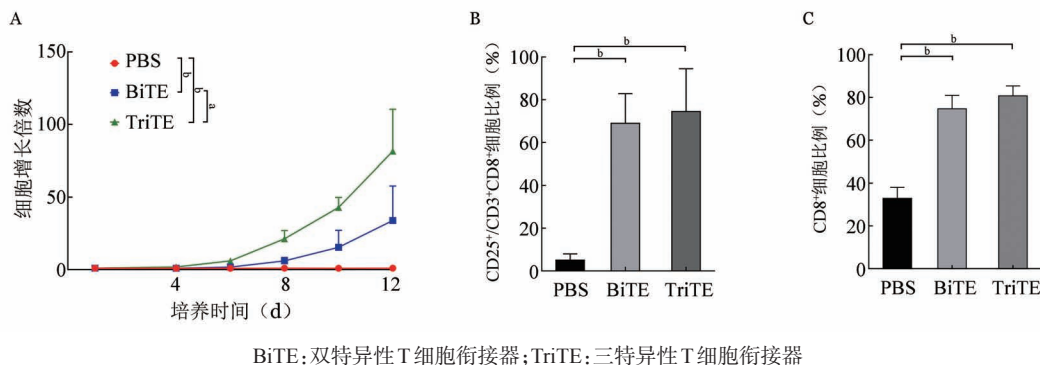 A
细胞增长倍数
150
100
50
0
PBS
BiTE
TriTE
b
b
a
4
8
12
培养时间（d）
B
CD25⁺/CD3⁺CD8⁺细胞比例（%）
100
80
60
40
20
0
b
b
PBS
BiTE
TriTE
C
CD8⁺细胞比例（%）
100
80
60
40
20
0
b
b
PBS
BiTE
TriTE
BiTE:双特异性T细胞衔接器;TriTE:三特异性T细胞衔接器